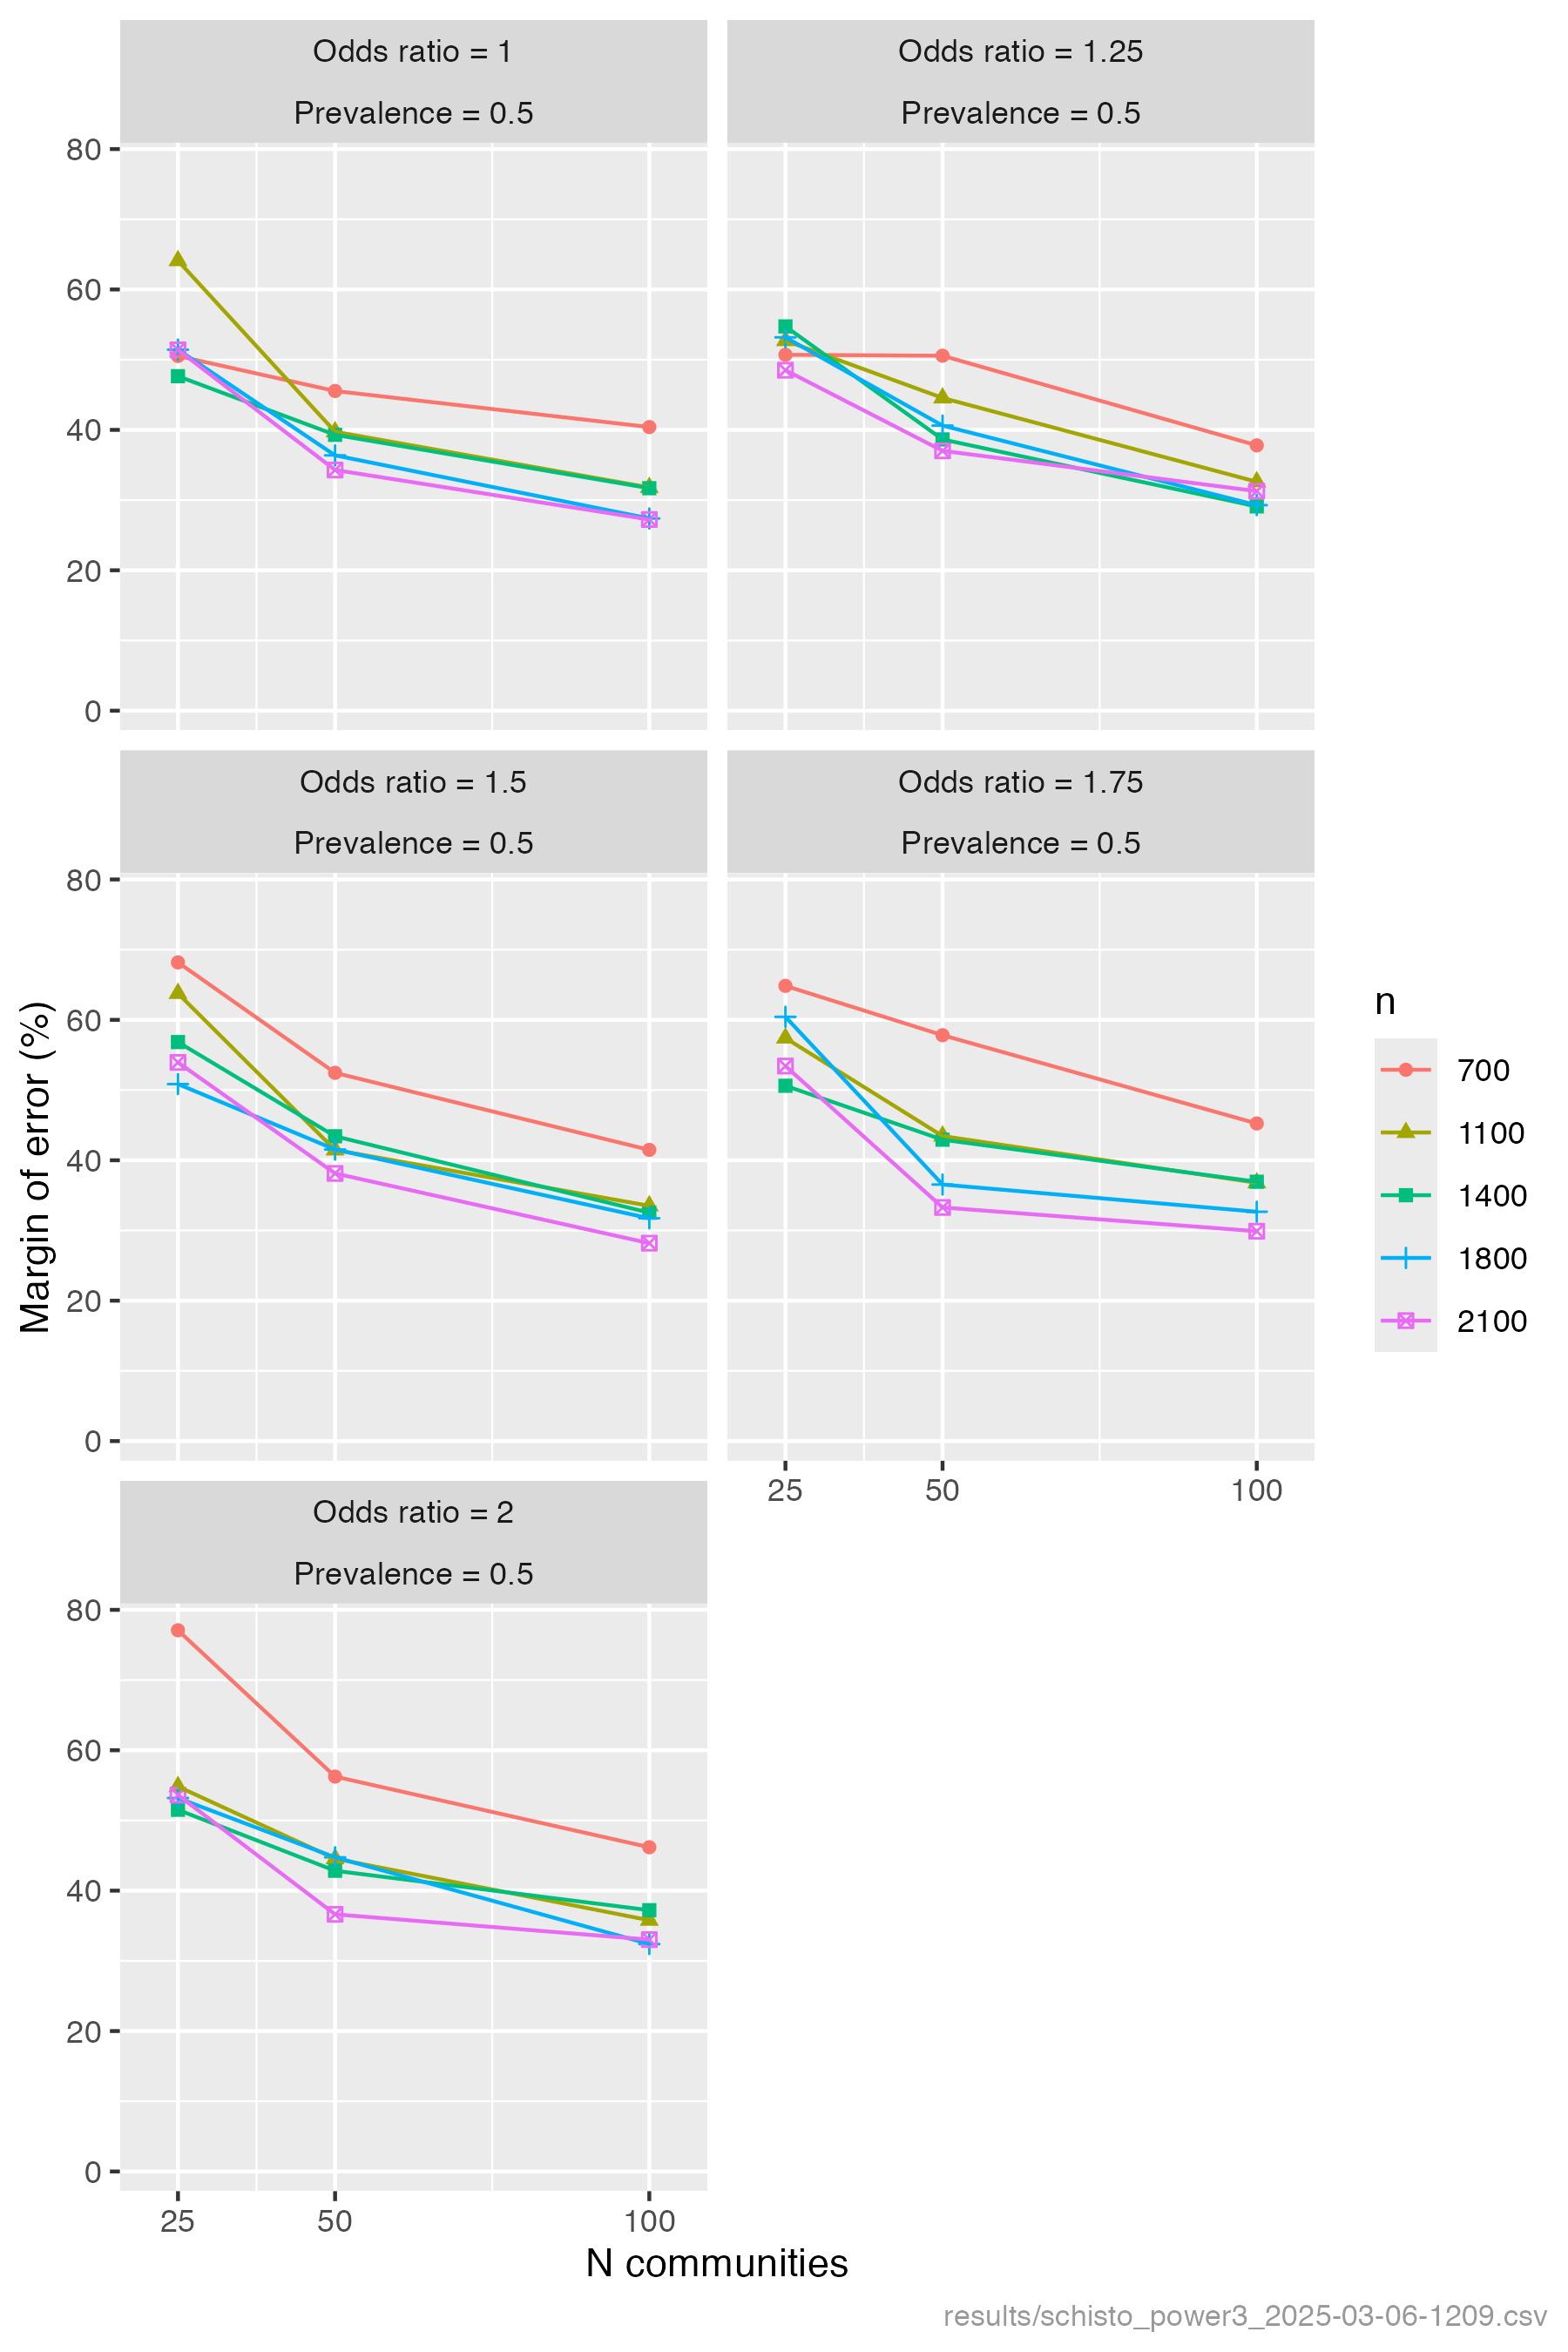 Odds ratio = 1
Prevalence = 0.5
Odds ratio = 1.25
Prevalence = 0.5
80
60
40
20
0
Odds ratio = 1.5
Prevalence = 0.5
Odds ratio = 1.75
Prevalence = 0.5
80
60
40
20
0
25 50 100
Odds ratio = 2
Prevalence = 0.5
80
60
40
20
0
25 50 100
N communities
Margin of error (%)
n
700
1100
1400
1800
2100
results/schisto_power3_2025-03-06-1209.csv